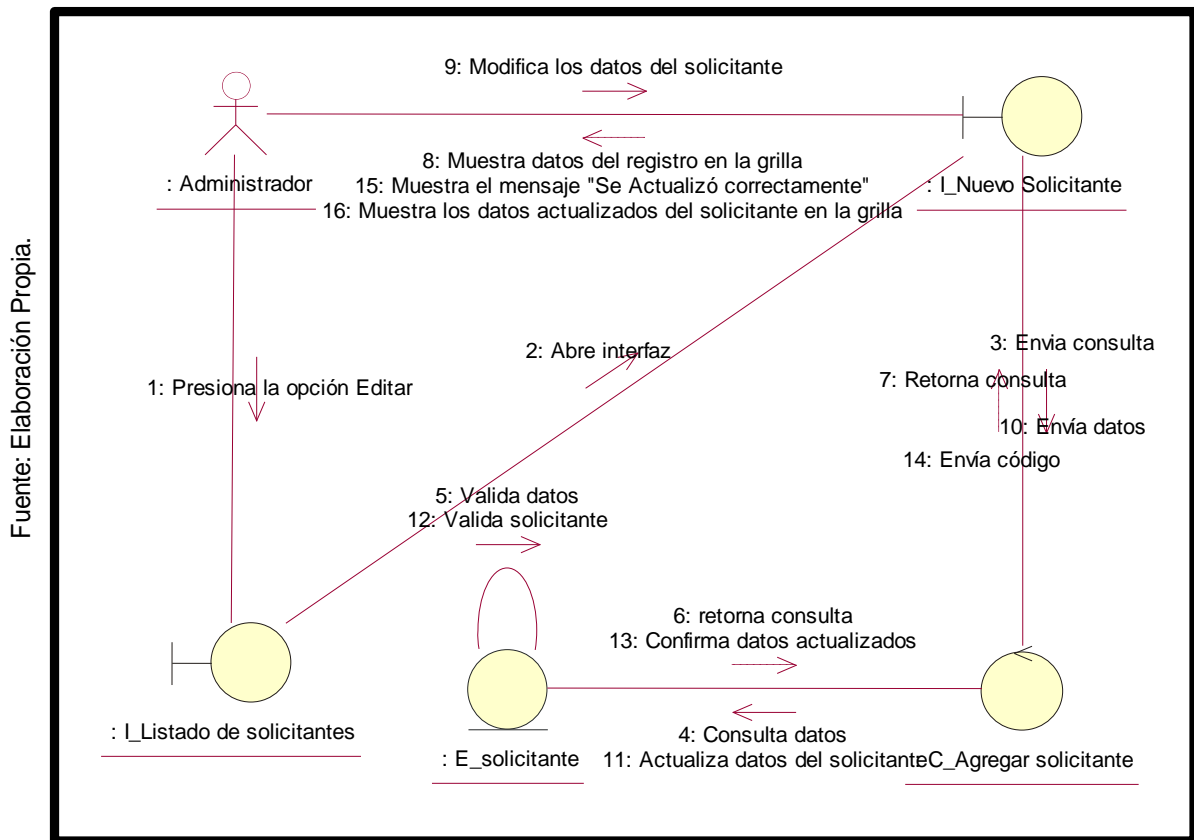 9: Modifica los datos del solicitante
8: Muestra datos del registro en la grilla
15: Muestra el mensaje "Se Actualizó correctamente"
16: Muestra los datos actualizados del solicitante en la grilla
: Administrador
: I_Nuevo Solicitante
Fuente: Elaboración Propia.
2: Abre interfaz
3: Envia consulta
7: Retorna consulta
1: Presiona la opción Editar
10: Envía datos
14: Envía código
5: Valida datos
12: Valida solicitante
6: retorna consulta
13: Confirma datos actualizados
: I_Listado de solicitantes
: E_solicitante
4: Consulta datos
11: Actualiza datos del solicitante
: C_Agregar solicitante